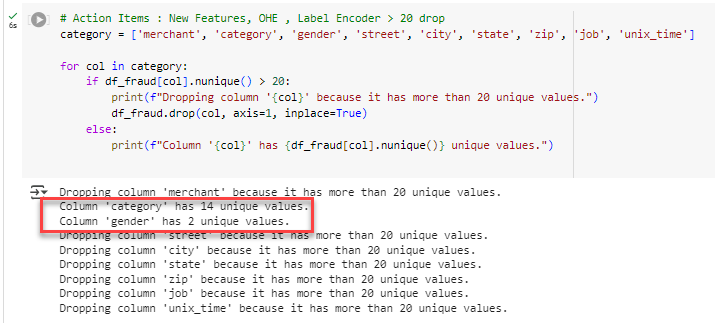 6s
# Action Items : New Features, OHE , Label Encoder > 20 drop
category = ['merchant', 'category', 'gender', 'street', 'city', 'state', 'zip', 'job', 'unix_time']
for col in category:
if df_fraud[col].nunique() > 20:
print(f"Dropping column '{col}' because it has more than 20 unique values.")
df_fraud.drop(col, axis=1, inplace=True)
else:
print(f"Column '{col}' has {df_fraud[col].nunique()} unique values.")
Dropping column 'merchant' because it has more than 20 unique values.
Column 'category' has 14 unique values.
Column 'gender' has 2 unique values.
Dropping column 'street' because it has more than 20 unique values.
Dropping column 'city' because it has more than 20 unique values.
Dropping column 'state' because it has more than 20 unique values.
Dropping column 'zip' because it has more than 20 unique values.
Dropping column 'job' because it has more than 20 unique values.
Dropping column 'unix_time' because it has more than 20 unique values.